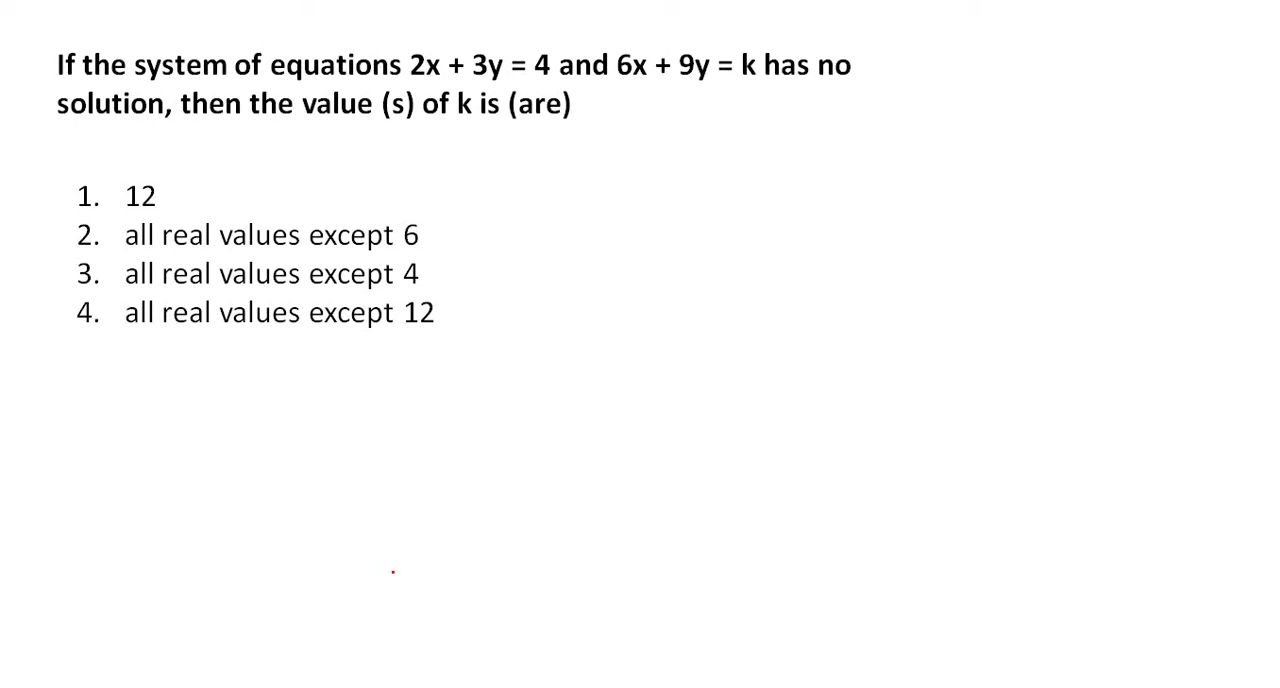 If the system of equations 2x + 3y = 4 and 6x + 9y = k has no
solution, then the value (s) of k is (are)
1. 12
2. all real values except 6
3. all real values except 4
4. all real values except 12